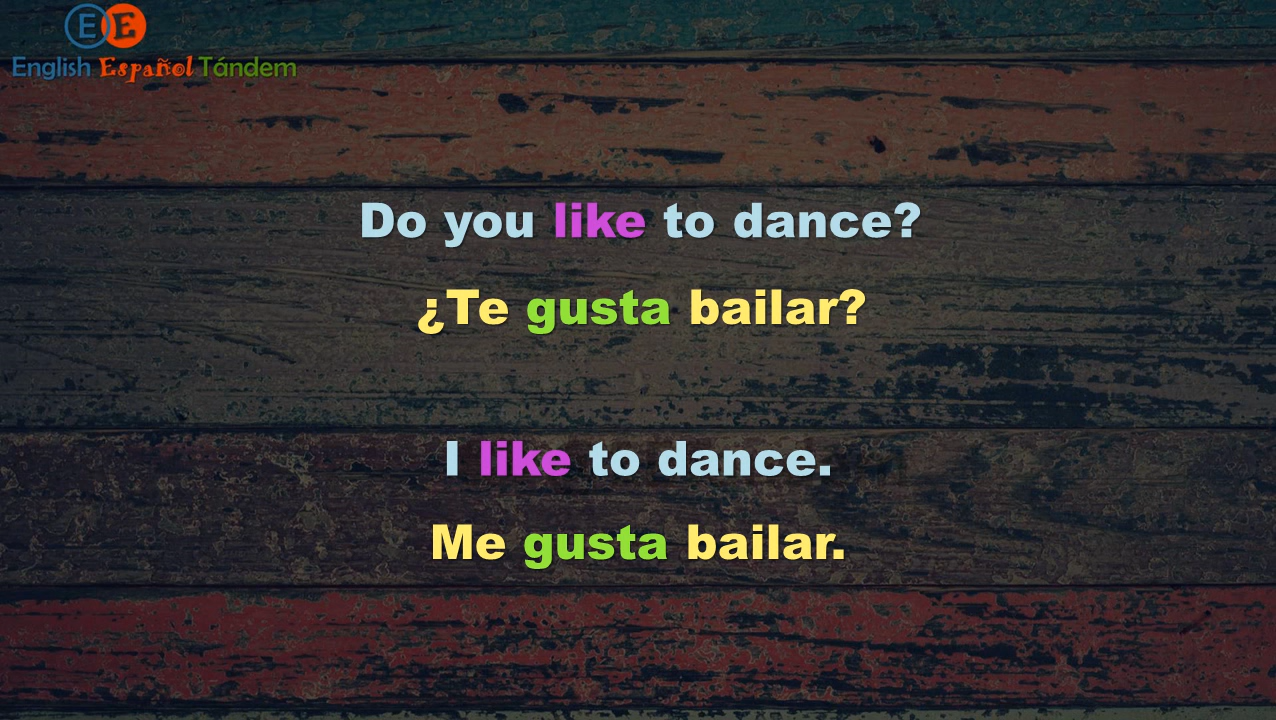 EE
English Español Tándem
Do you like to dance?
¿Te gusta bailar?
I like to dance.
Me gusta bailar.